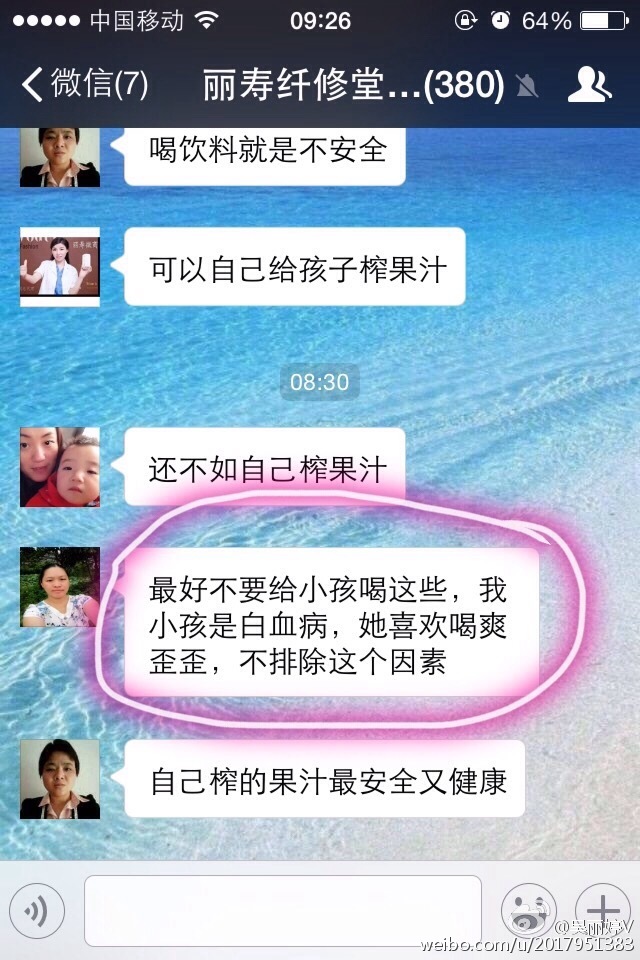 中国移动
09:26
64%
微信(7)
丽寿纤修堂...(380)
喝饮料就是不安全
可以自己给孩子榨果汁
08:30
还不如自己榨果汁
最好不要给小孩喝这些，我
小孩是白血病，她喜欢喝爽
歪歪，不排除这个因素
自己榨的果汁最安全又健康
weibo.com/u/2017951383